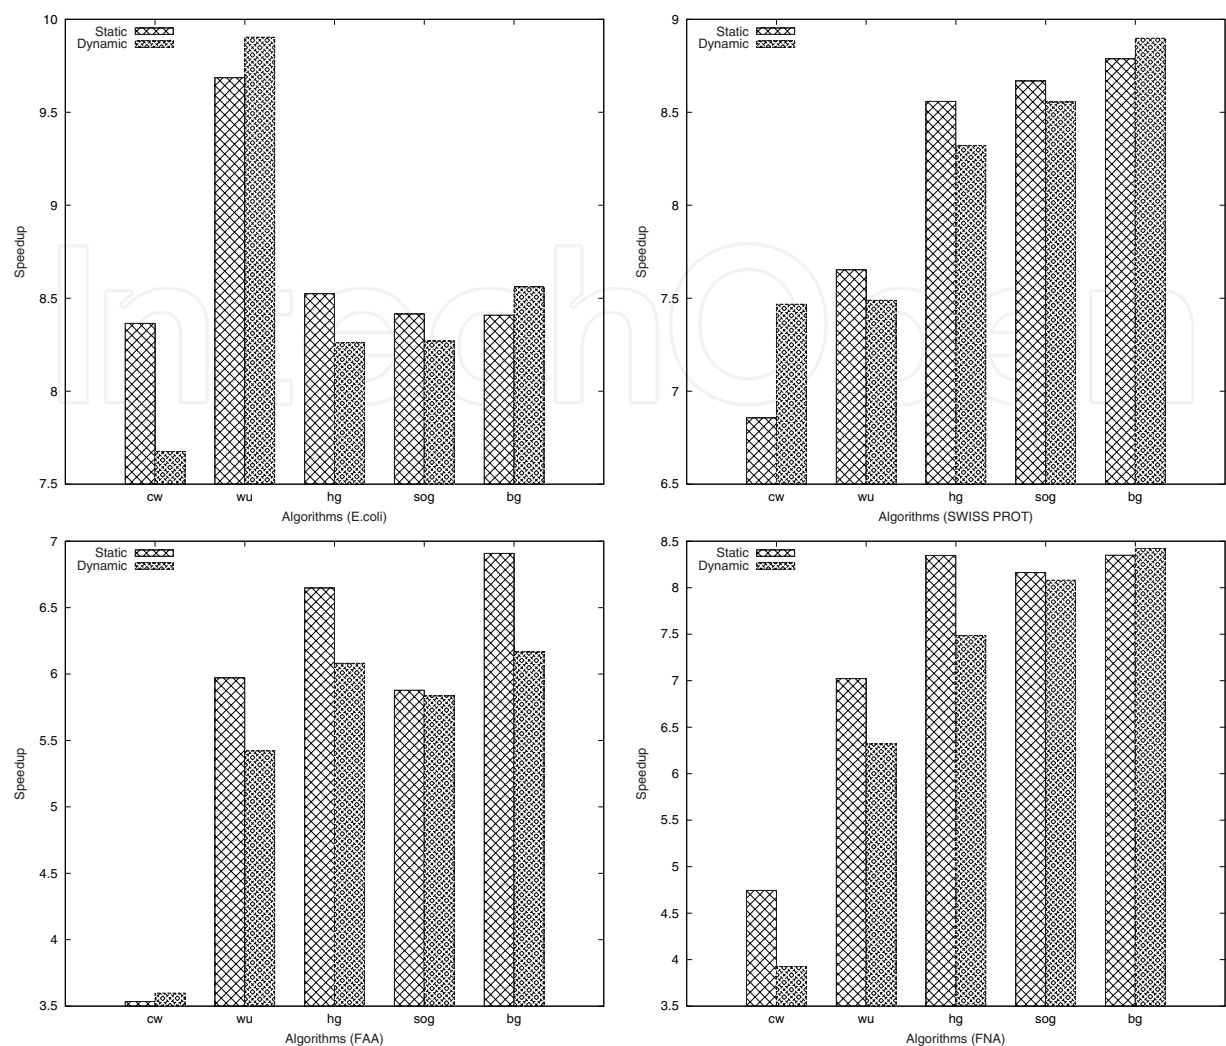 10
Static
Dynamic
9.5
9
8.5
8
7.5
Speedup
cw wu hg sog bg
Algorithms (E.coli)
9
Static
Dynamic
8.5
8
7.5
7
6.5
Speedup
cw wu hg sog bg
Algorithms (SWISS PROT)
7
Static
Dynamic
6.5
6
5.5
5
4.5
4
3.5
Speedup
cw wu hg sog bg
Algorithms (FAA)
8.5
Static
Dynamic
8
7.5
7
6.5
6
5.5
5
4.5
4
3.5
Speedup
cw wu hg sog bg
Algorithms (FNA)
IntechOpen